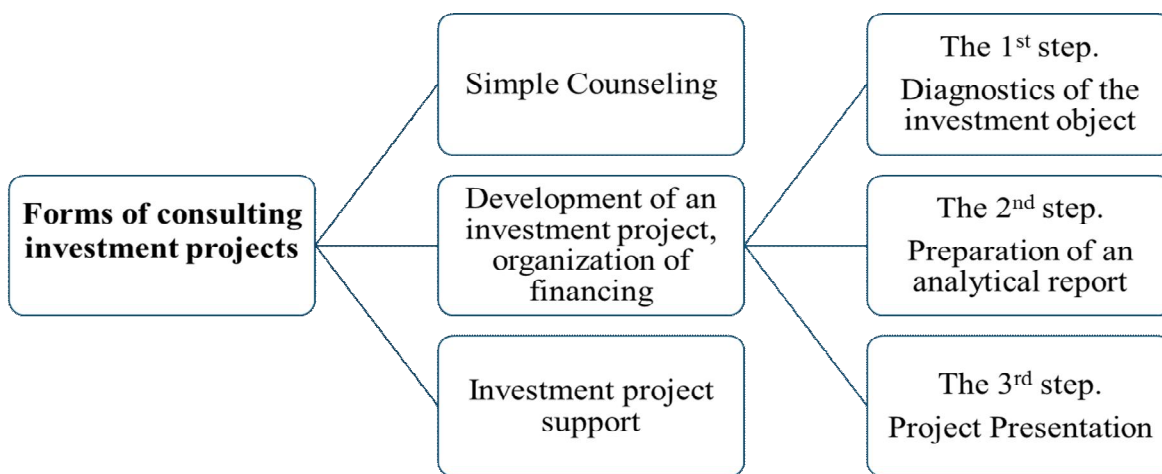 Forms of consulting
investment projects
Simple Counseling
Development of an
investment project,
organization of
financing
Investment project
support
The 1st step.
Diagnostics of the
investment object
The 2nd step.
Preparation of an
analytical report
The 3rd step.
Project Presentation